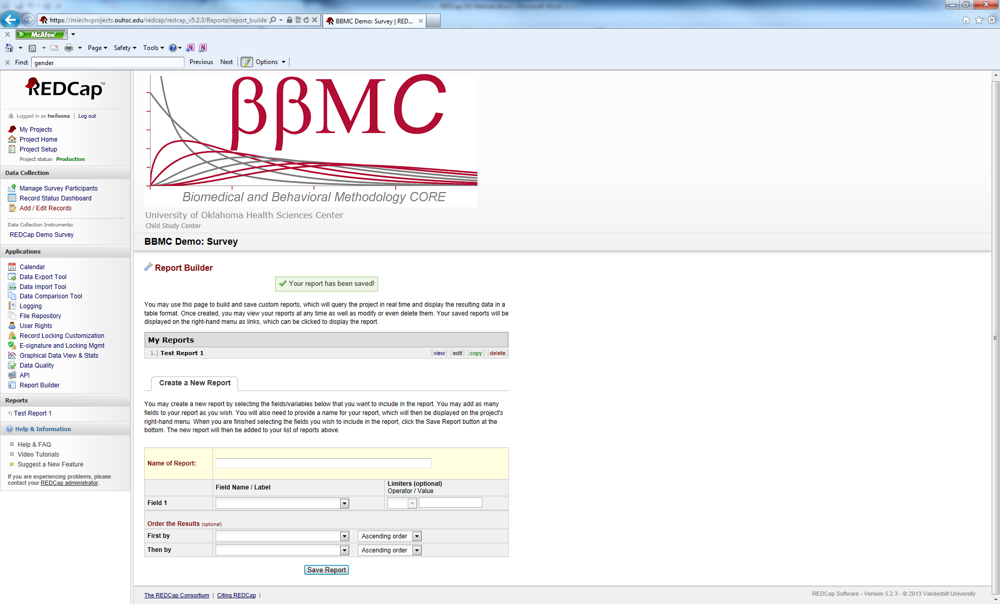 https://miechvprojects.ouhsc.edu/redcap/redcap_v5.2.3/Reports/report_builde
BBMC Demo: Survey | RED...
McAfee
Page
Safety
Tools
Find: gender
Previous
Next
Options
REDCap™
Logged in as twilsona | Log out
My Projects
Project Home
Project Setup
Project status: Production
Data Collection
Manage Survey Participants
Record Status Dashboard
Add / Edit Records
Data Collection Instruments:
REDCap Demo Survey
Applications
Calendar
Data Export Tool
Data Import Tool
Data Comparison Tool
Logging
File Repository
User Rights
Record Locking Customization
E-signature and Locking Mgmt
Graphical Data View & Stats
Data Quality
API
Report Builder
Reports
1) Test Report 1
Help & Information
Help & FAQ
Video Tutorials
Suggest a New Feature
If you are experiencing problems, please
contact your REDCap administrator.
ββMC
Biomedical and Behavioral Methodology CORE
University of Oklahoma Health Sciences Center
Child Study Center
BBMC Demo: Survey
Report Builder
Your report has been saved!
You may use this page to build and save custom reports, which will query the project in real time and display the resulting data in a
table format. Once created, you may view your reports at any time as well as modify or even delete them. Your saved reports will be
displayed on the right-hand menu as links, which can be clicked to display the report.
My Reports
1.) Test Report 1 [view] [edit] [copy] [delete]
Create a New Report
You may create a new report by selecting the fields/variables below that you want to include in the report. You may add as many
fields to your report as you wish. You will also need to provide a name for your report, which will then be displayed on the project's
right-hand menu. When you are finished selecting the fields you wish to include in the report, click the Save Report button at the
bottom. The new report will then be added to your list of reports above.
Name of Report:
Field Name / Label
Limiters (optional)
Operator / Value
Field 1
Order the Results (optional)
First by
Ascending order
Then by
Ascending order
Save Report
The REDCap Consortium | Citing REDCap |
REDCap Software - Version 5.2.3 - © 2013 Vanderbilt University